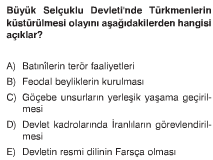 Büyük Selçuklu Devleti'nde Türkmenlerin
küstürülmesi olayını aşağıdakilerden hangisi
açıklar?
A) Batınîlerin terör faaliyetleri
B) Feodal beyliklerin kurulması
C) Göçebe unsurların yerleşik yaşama geçiril-
mesi
D) Devlet kadrolarında İranlıların görevlendiril-
mesi
E) Devletin resmi dilinin Farsça olması